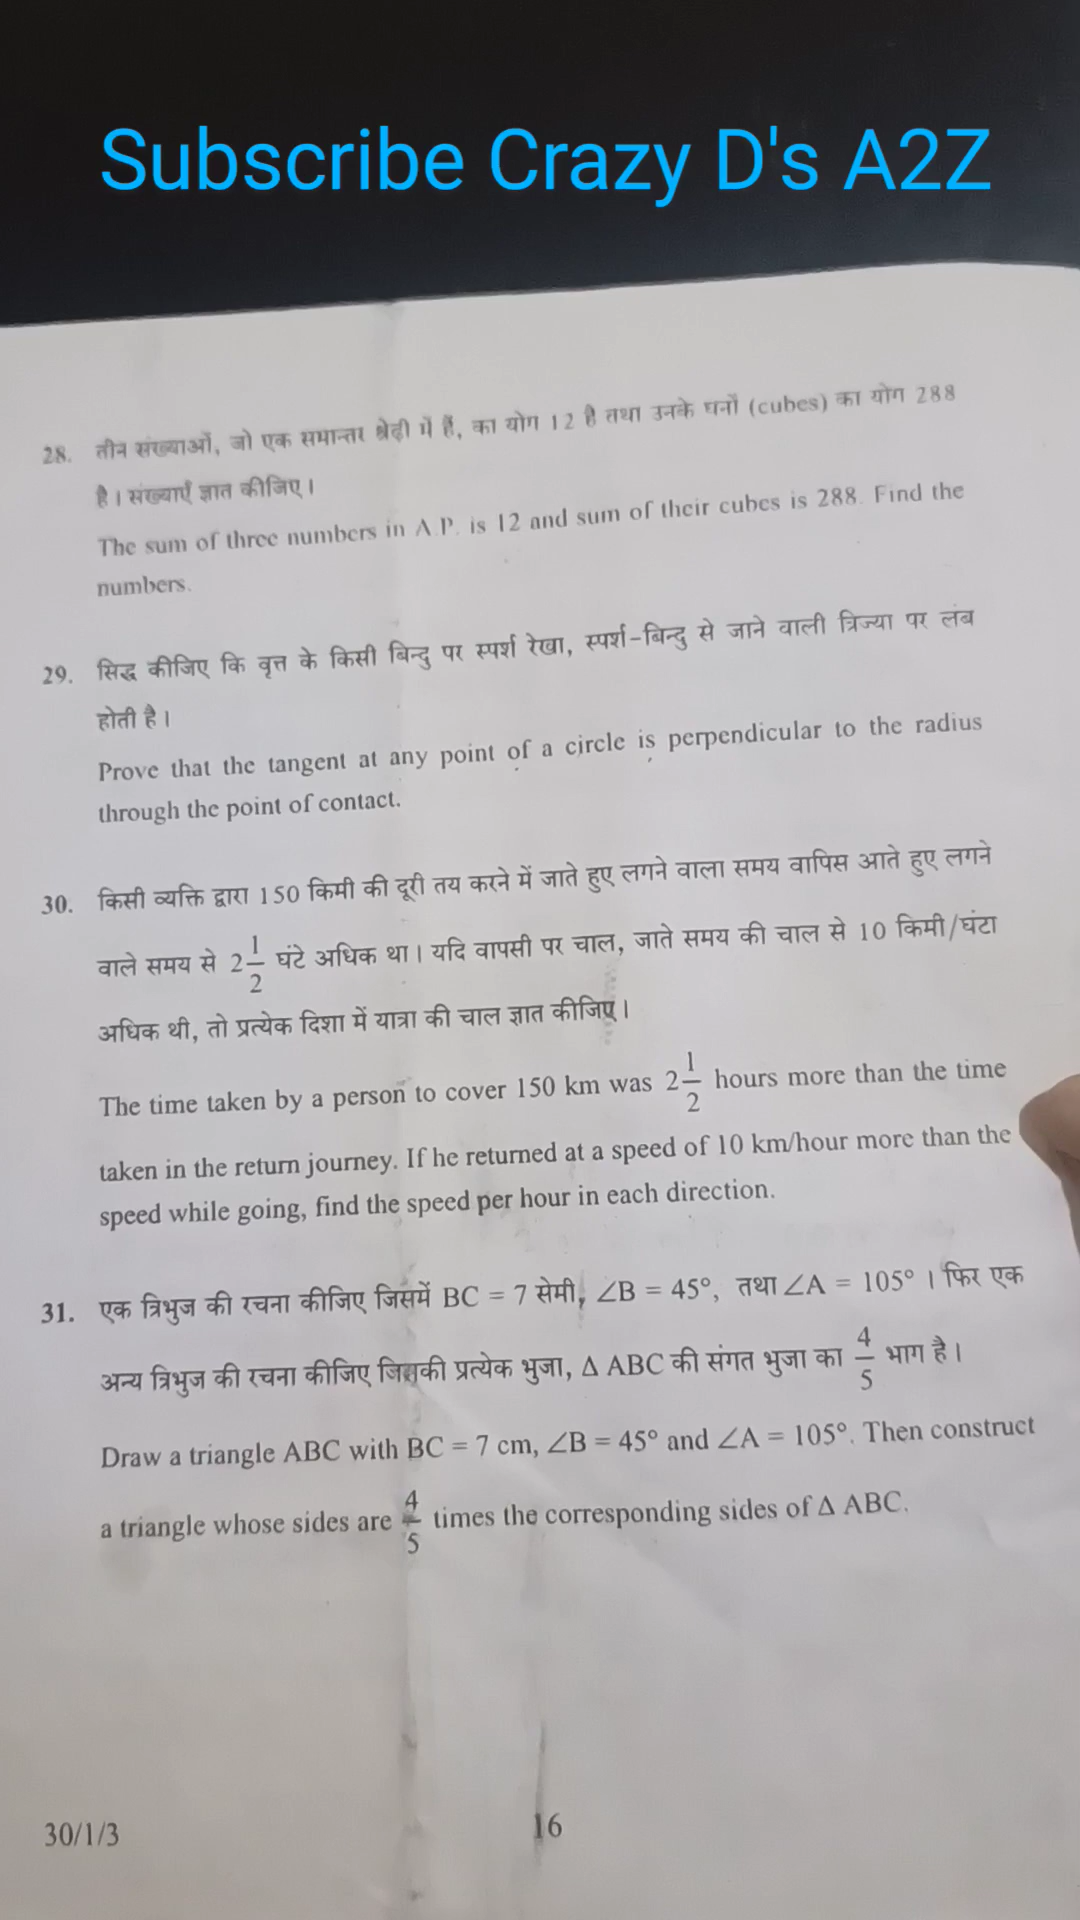 Subscribe Crazy D's A2Z
28. तीन संख्याओं, जो एक समान्तर श्रेढ़ी में हैं, का योग 12 है तथा उनके घनों (cubes) का योग 288
है। संख्याएँ ज्ञात कीजिए।
The sum of three numbers in A.P. is 12 and sum of their cubes is 288. Find the
numbers.
29. सिद्ध कीजिए कि वृत्त के किसी बिन्दु पर स्पर्श रेखा, स्पर्श-बिन्दु से जाने वाली त्रिज्या पर लंब
होती है।
Prove that the tangent at any point of a circle is perpendicular to the radius
through the point of contact.
30. किसी व्यक्ति द्वारा 150 किमी की दूरी तय करने में जाते हुए लगने वाला समय वापिस आते हुए लगने
वाले समय से 2 1/2 घंटे अधिक था। यदि वापसी पर चाल, जाते समय की चाल से 10 किमी/घंटा
अधिक थी, तो प्रत्येक दिशा में यात्रा की चाल ज्ञात कीजिए।
The time taken by a person to cover 150 km was 2 1/2 hours more than the time
taken in the return journey. If he returned at a speed of 10 km/hour more than the
speed while going, find the speed per hour in each direction.
31. एक त्रिभुज की रचना कीजिए जिसमें BC = 7 सेमी, ∠B = 45°, तथा ∠A = 105° । फिर एक
अन्य त्रिभुज की रचना कीजिए जिसकी प्रत्येक भुजा, Δ ABC की संगत भुजा का 4/5 भाग है।
Draw a triangle ABC with BC = 7 cm, ∠B = 45° and ∠A = 105°. Then construct
a triangle whose sides are 4/5 times the corresponding sides of Δ ABC.
30/1/3
16